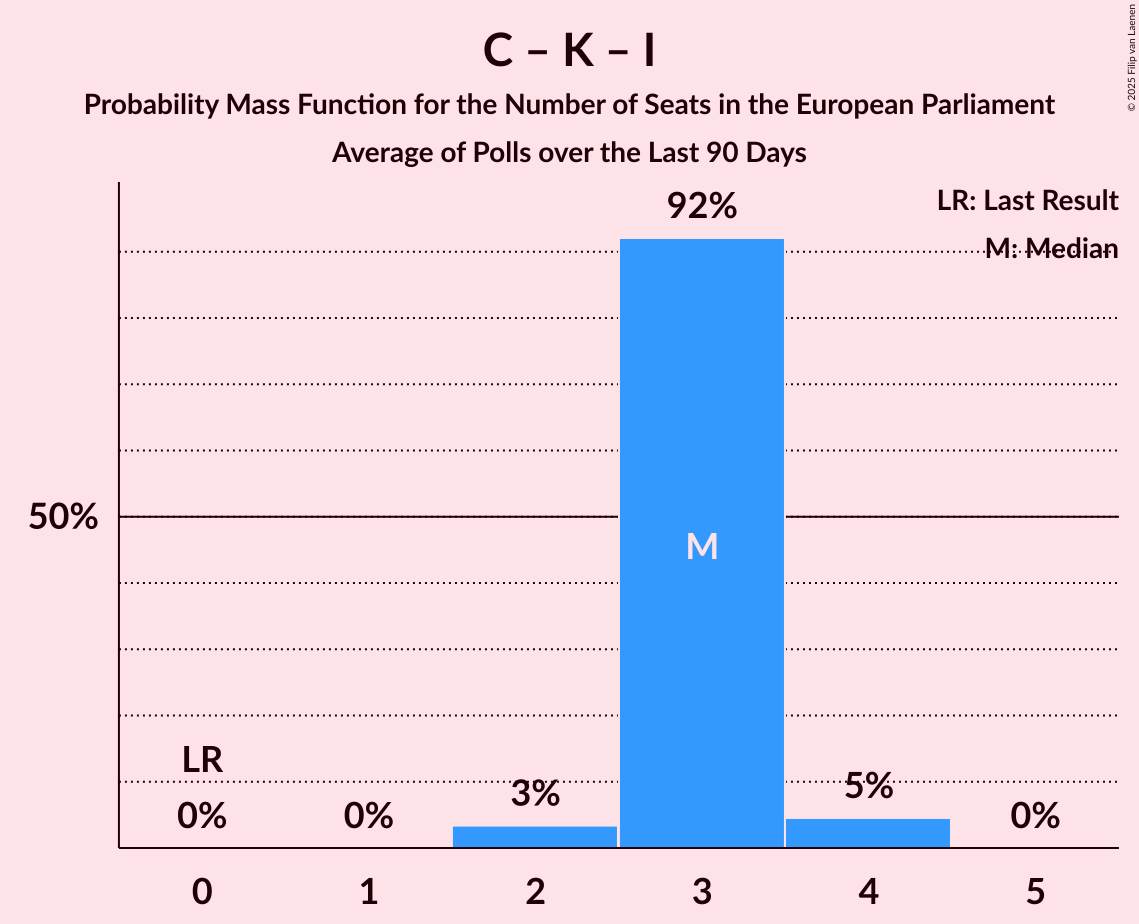 C – K – I
Probability Mass Function for the Number of Seats in the European Parliament
Average of Polls over the Last 90 Days
© 2025 Filip van Laenen
LR: Last Result
M: Median
92%
50%
M
LR
0%
0%
3%
5%
0%
0 1 2 3 4 5